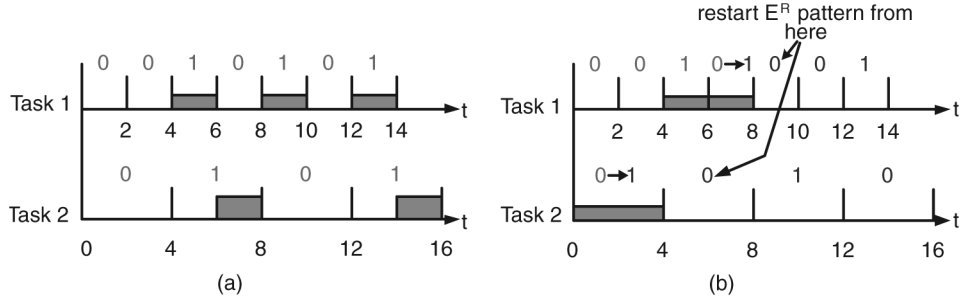 restart Eᴿ pattern from
here
0 0 1 0 1 0 1
Task 1
t
2 4 6 8 10 12 14
0 1 0 1
Task 2
t
0 4 8 12 16
(a)
0 0 1 0→1 0 0 1
Task 1
t
2 4 6 8 10 12 14
0→1 0 1 0
Task 2
t
0 4 8 12 16
(b)